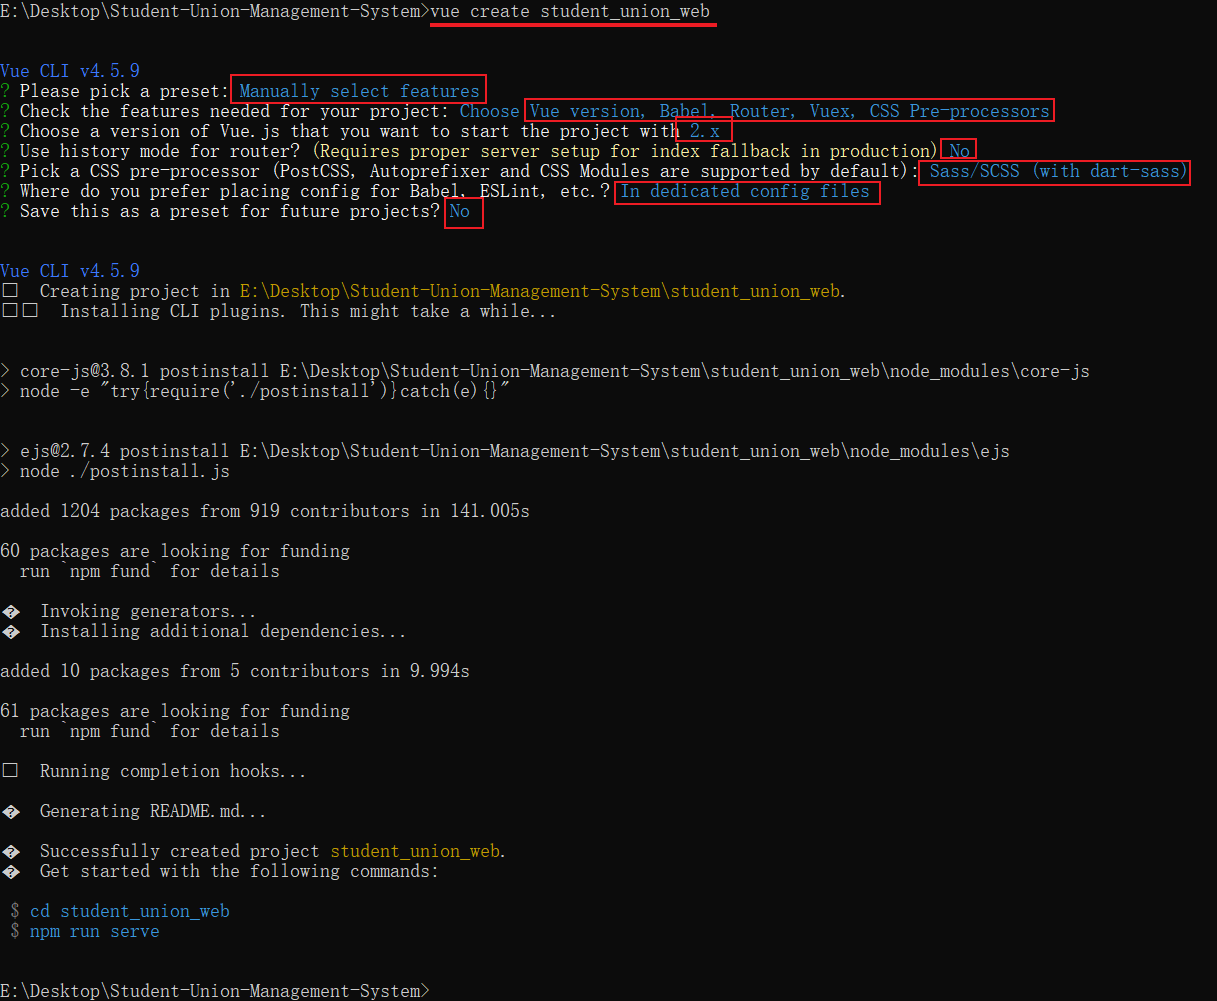 E:\Desktop\Student-Union-Management-System>vue create student_union_web
Vue CLI v4.5.9
? Please pick a preset: Manually select features
? Check the features needed for your project: Choose Vue version, Babel, Router, Vuex, CSS Pre-processors
? Choose a version of Vue.js that you want to start the project with 2.x
? Use history mode for router? (Requires proper server setup for index fallback in production) No
? Pick a CSS pre-processor (PostCSS, Autoprefixer and CSS Modules are supported by default): Sass/SCSS (with dart-sass)
? Where do you prefer placing config for Babel, ESLint, etc.? In dedicated config files
? Save this as a preset for future projects? No
Vue CLI v4.5.9
□  Creating project in E:\Desktop\Student-Union-Management-System\student_union_web.
□□  Installing CLI plugins. This might take a while...
> core-js@3.8.1 postinstall E:\Desktop\Student-Union-Management-System\student_union_web\node_modules\core-js
> node -e "try{require('./postinstall')}catch(e){}"
> ejs@2.7.4 postinstall E:\Desktop\Student-Union-Management-System\student_union_web\node_modules\ejs
> node ./postinstall.js
added 1204 packages from 919 contributors in 141.005s
60 packages are looking for funding
  run `npm fund` for details
�  Invoking generators...
�  Installing additional dependencies...
added 10 packages from 5 contributors in 9.994s
61 packages are looking for funding
  run `npm fund` for details
□  Running completion hooks...
�  Generating README.md...
�  Successfully created project student_union_web.
�  Get started with the following commands:
 $ cd student_union_web
 $ npm run serve
E:\Desktop\Student-Union-Management-System>